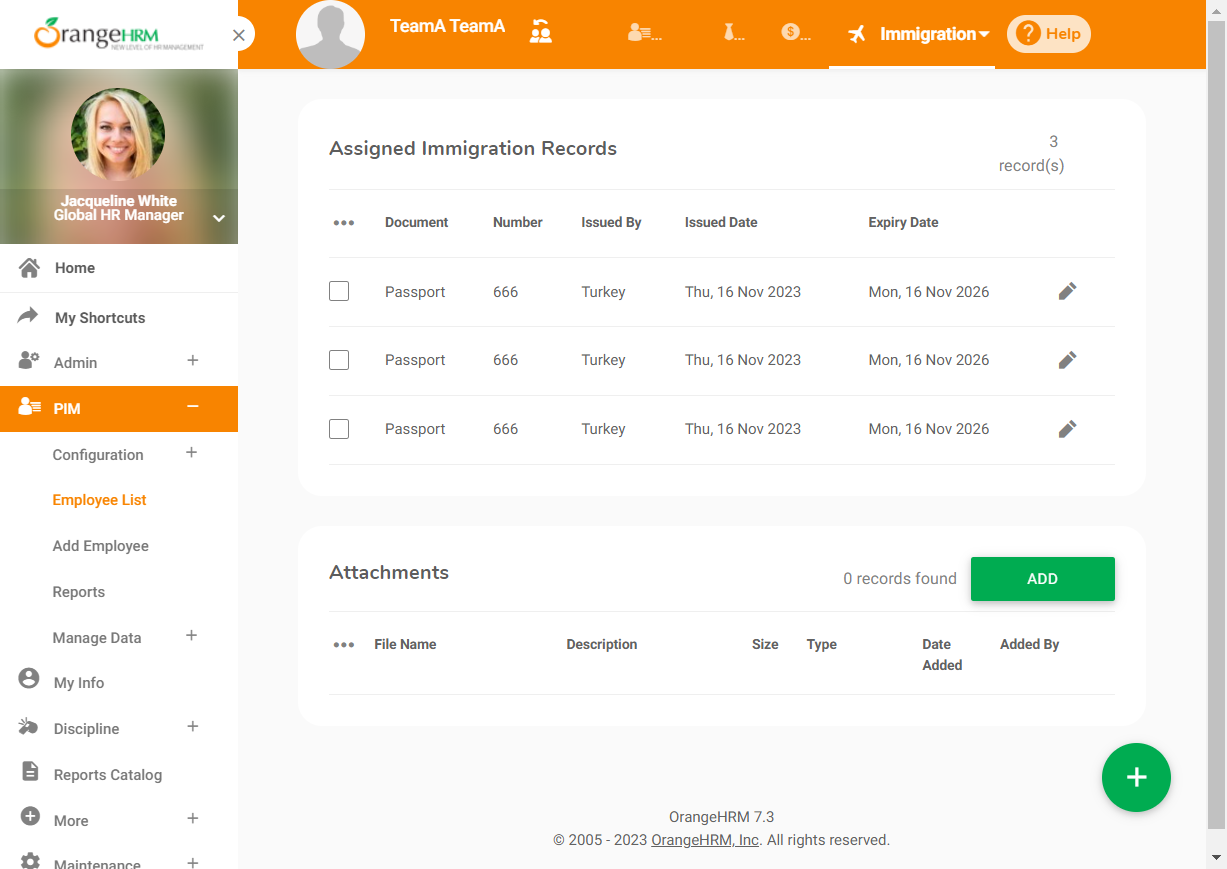 OrangeHRM
NEW LEVEL OF HR MANAGEMENT
TeamA TeamA
...
...
$...
Immigration
? Help
Jacqueline White
Global HR Manager
Home
My Shortcuts
Admin
PIM
Configuration
Employee List
Add Employee
Reports
Manage Data
My Info
Discipline
Reports Catalog
More
Maintenance
Assigned Immigration Records
3
record(s)
Document Number Issued By Issued Date Expiry Date
Passport 666 Turkey Thu, 16 Nov 2023 Mon, 16 Nov 2026
Passport 666 Turkey Thu, 16 Nov 2023 Mon, 16 Nov 2026
Passport 666 Turkey Thu, 16 Nov 2023 Mon, 16 Nov 2026
Attachments
0 records found ADD
File Name Description Size Type Date Added Added By
OrangeHRM 7.3
© 2005 - 2023 OrangeHRM, Inc. All rights reserved.